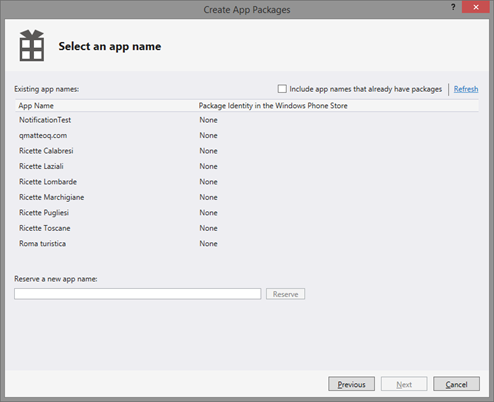 Create App Packages
?
Select an app name
Existing app names:
Include app names that already have packages
Refresh
App Name Package Identity in the Windows Phone Store
NotificationTest None
qmatteoq.com None
Ricette Calabresi None
Ricette Laziali None
Ricette Lombarde None
Ricette Marchigiane None
Ricette Pugliesi None
Ricette Toscane None
Roma turistica None
Reserve a new app name:
Reserve
Previous Next Cancel